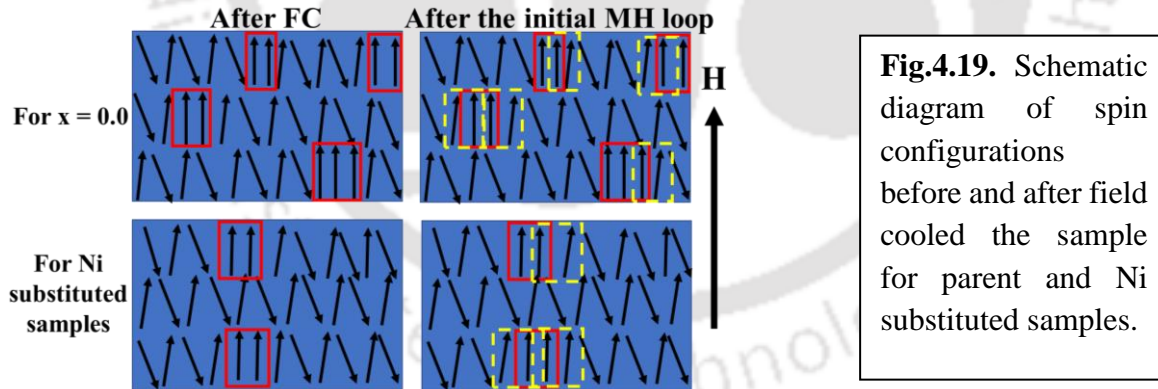 After FC
After the initial MH loop
For x = 0.0
H
For Ni
substituted
samples
Fig.4.19. Schematic
diagram of spin
configurations
before and after field
cooled the sample
for parent and Ni
substituted samples.